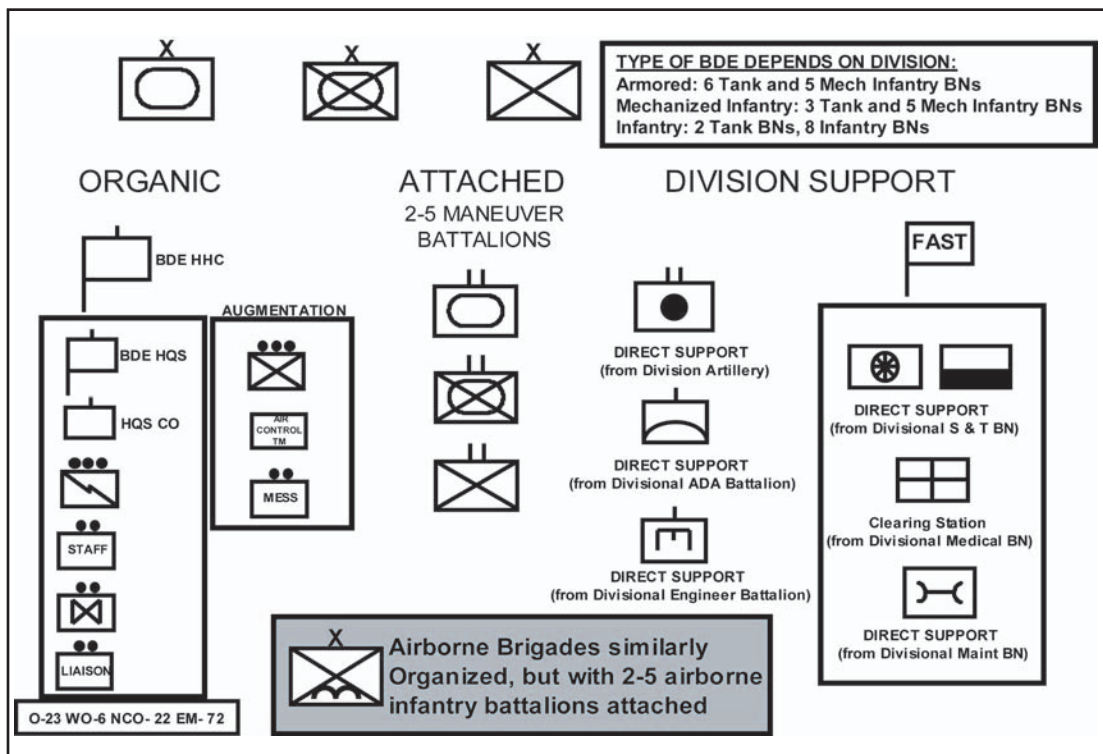 X
X
X
TYPE OF BDE DEPENDS ON DIVISION:
Armored: 6 Tank and 5 Mech Infantry BNs
Mechanized Infantry: 3 Tank and 5 Mech Infantry BNs
Infantry: 2 Tank BNs, 8 Infantry BNs
ORGANIC
BDE HHC
BDE HQS
HQS CO
STAFF
LIAISON
O-23 WO-6 NCO- 22 EM- 72
AUGMENTATION
AIR
CONTROL
TM
MESS
ATTACHED
2-5 MANEUVER
BATTALIONS
DIVISION SUPPORT
DIRECT SUPPORT
(from Division Artillery)
DIRECT SUPPORT
(from Divisional ADA Battalion)
DIRECT SUPPORT
(from Divisional Engineer Battalion)
FAST
DIRECT SUPPORT
(from Divisional S & T BN)
Clearing Station
(from Divisional Medical BN)
DIRECT SUPPORT
(from Divisional Maint BN)
X
Airborne Brigades similarly
Organized, but with 2-5 airborne
infantry battalions attached